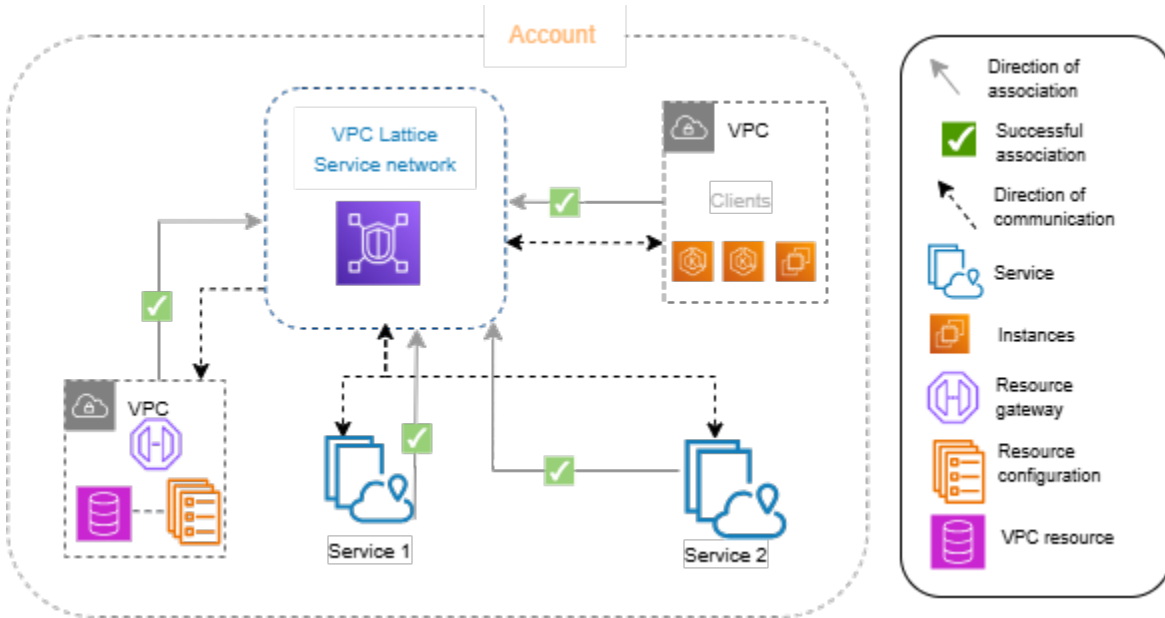 Account
VPC Lattice
Service network
VPC
Clients
VPC
Service 1
Service 2
Direction of
association
Successful
association
Direction of
communication
Service
Instances
Resource
gateway
Resource
configuration
VPC resource